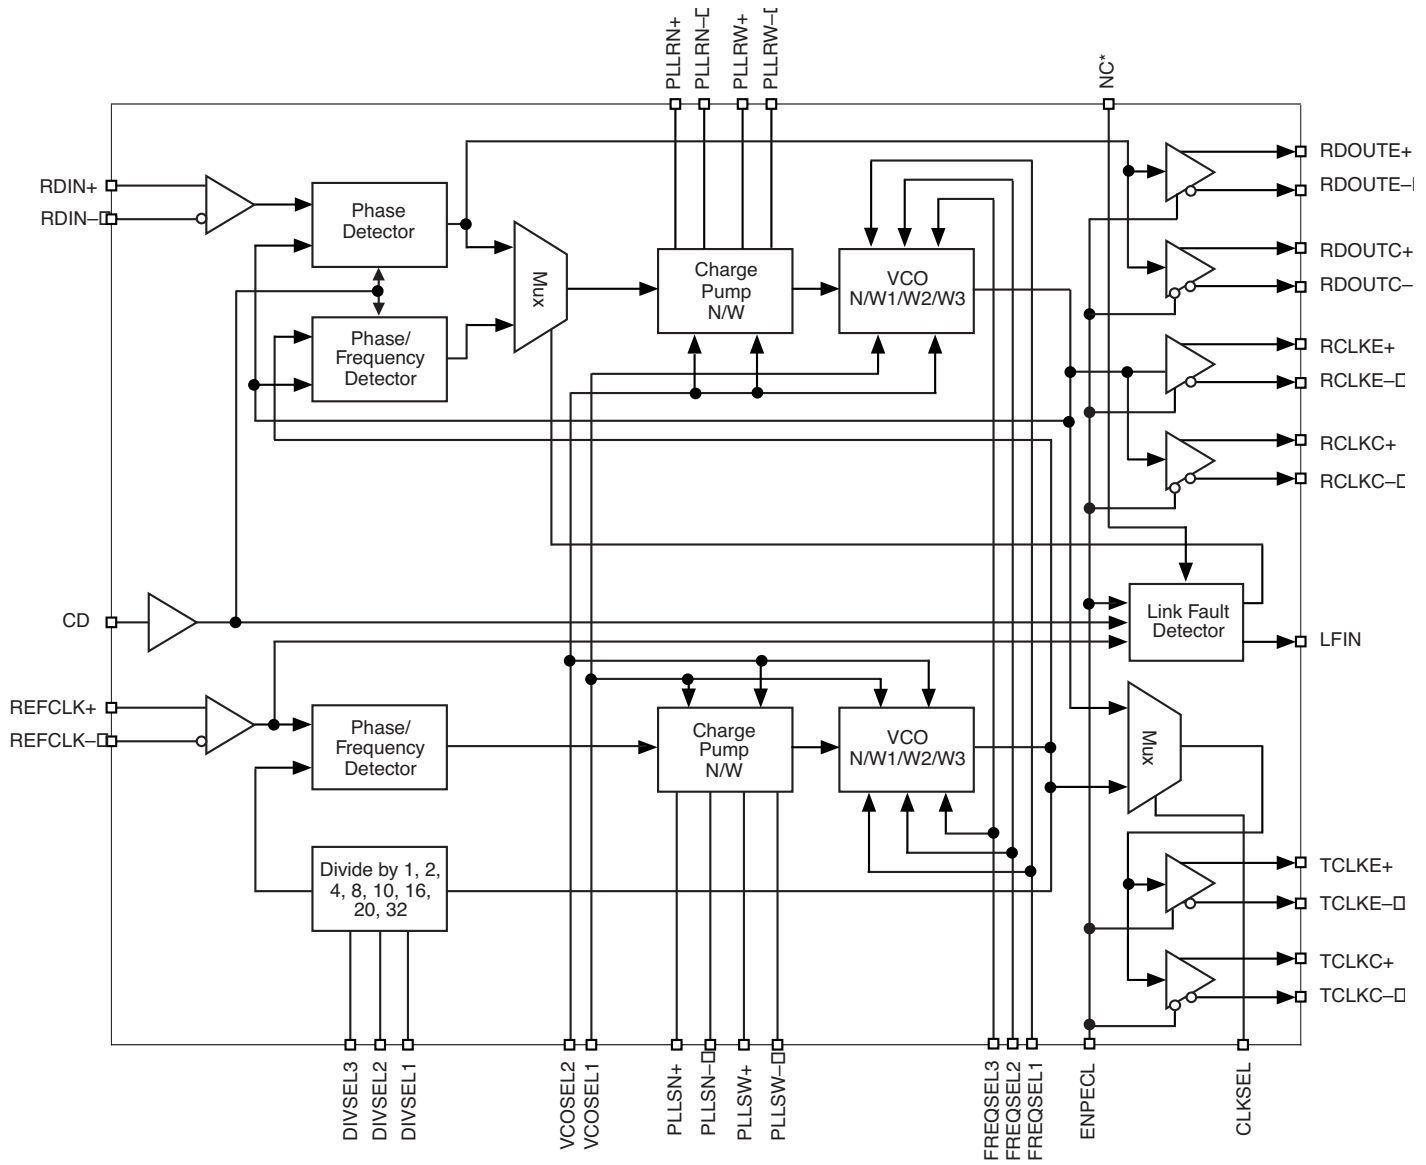 PLLRN+
PLLRN–□
PLLRW+
PLLRW–□
NC*
RDIN+
RDIN–□
Phase
Detector
Mux
Charge
Pump
N/W
VCO
N/W1/W2/W3
RDOUTE+
RDOUTE–□
RDOUTC+
RDOUTC–
Phase/
Frequency
Detector
RCLKE+
RCLKE–□
RCLKC+
RCLKC–□
CD
Link Fault
Detector
LFIN
REFCLK+
REFCLK–□
Phase/
Frequency
Detector
Charge
Pump
N/W
VCO
N/W1/W2/W3
Mux
Divide by 1, 2,
4, 8, 10, 16,
20, 32
TCLKE+
TCLKE–□
TCLKC+
TCLKC–□
DIVSEL3
DIVSEL2
DIVSEL1
VCOSEL2
VCOSEL1
PLLSN+
PLLSN–□
PLLSW+
PLLSW–□
FREQSEL3
FREQSEL2
FREQSEL1
ENPECL
CLKSEL